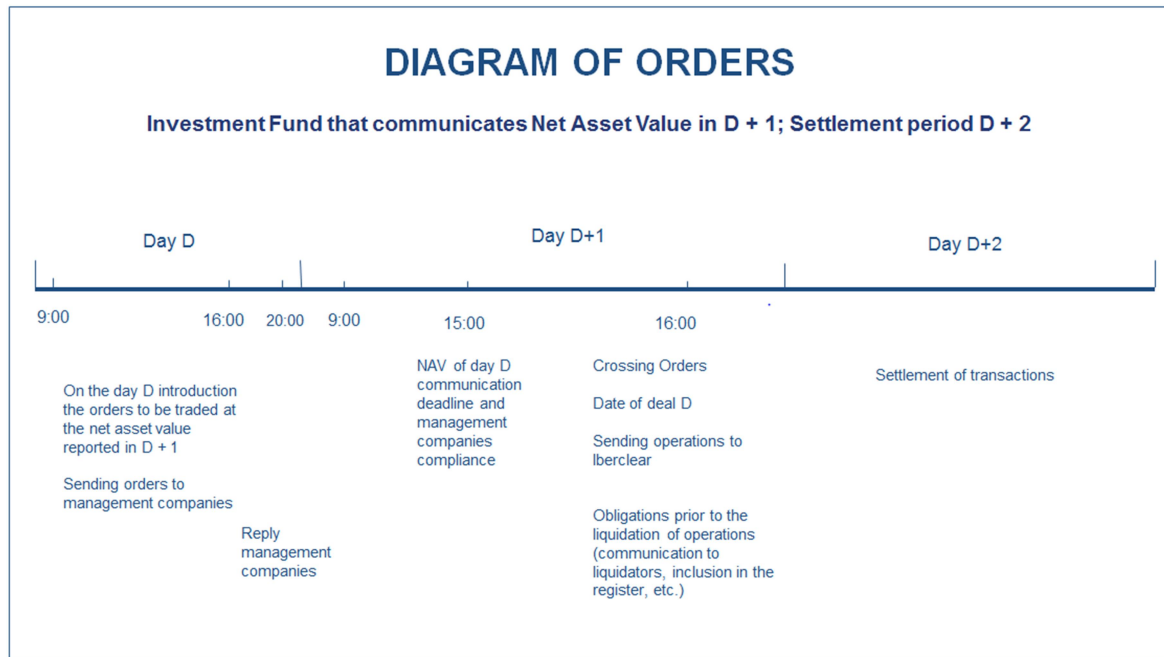 DIAGRAM OF ORDERS
Investment Fund that communicates Net Asset Value in D + 1; Settlement period D + 2
Day D
Day D+1
Day D+2
9:00
16:00
20:00
9:00
15:00
16:00
On the day D introduction
the orders to be traded at
the net asset value
reported in D + 1
Sending orders to
management companies
Reply
management
companies
NAV of day D
communication
deadline and
management
companies
compliance
Crossing Orders
Date of deal D
Sending operations to
Iberclear
Obligations prior to the
liquidation of operations
(communication to
liquidators, inclusion in the
register, etc.)
Settlement of transactions